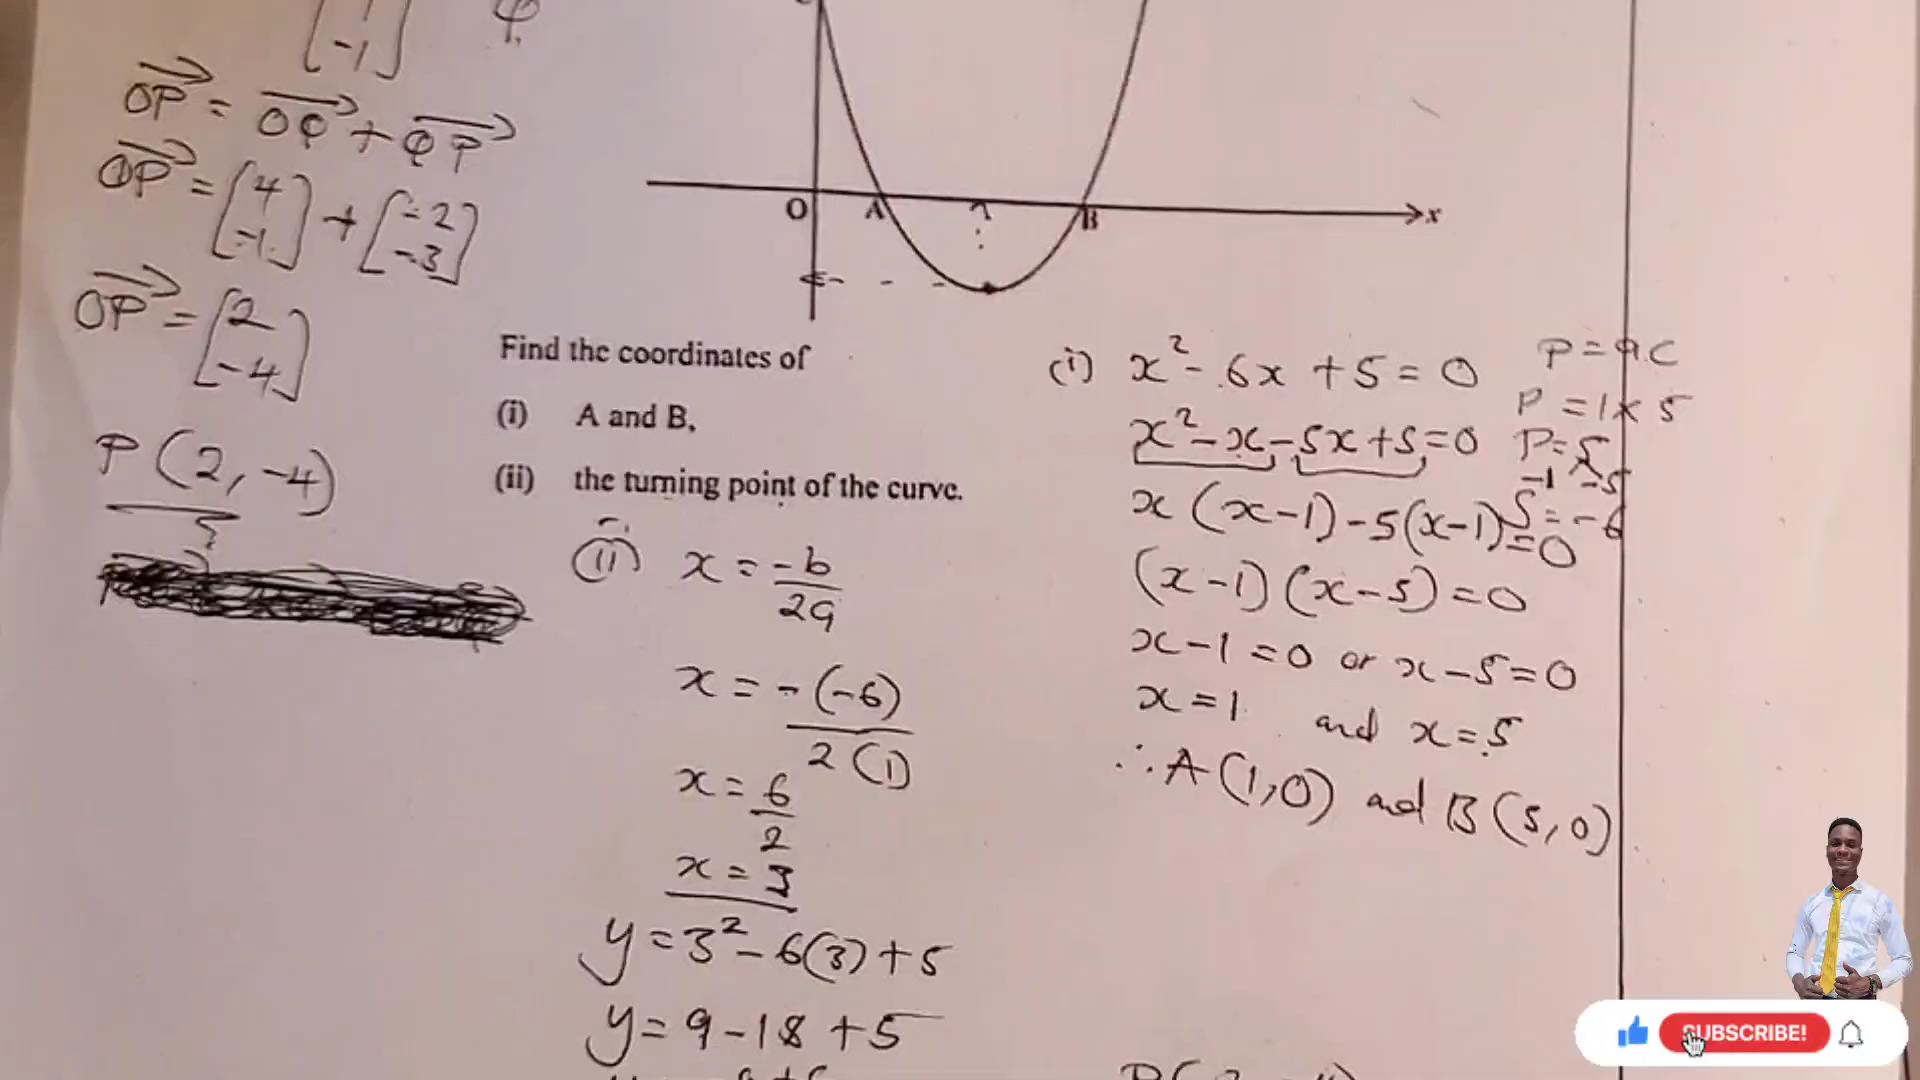 -1
OP = OQ + QP
OP = [4 -1] + [-2 -3]
OP = [2 -4]
P(2, -4)
O A B x
Find the coordinates of
(i) A and B,
(ii) the turning point of the curve.
(ii) x = -b/2a
x = -(-6)/2(1)
x = 6/2
x = 3
y = 3² - 6(3) + 5
y = 9 - 18 + 5
(i) x² - 6x + 5 = 0
x² - x - 5x + 5 = 0
x(x-1) - 5(x-1) = 0
(x-1)(x-5) = 0
x-1 = 0 or x-5 = 0
x = 1 and x = 5
∴ A(1,0) and B(5,0)
P = ac
P = 1 x 5
P = 5
-1 -5
S = -6
SUBSCRIBE!